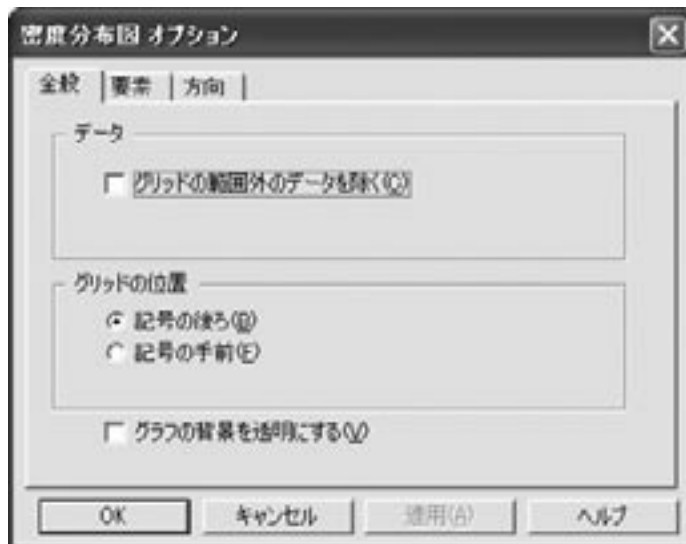 密度分布図 オプション
全般 要素 方向
データ
グリッドの範囲外のデータを除く(C)
グリッドの位置
記号の後ろ(B)
記号の手前(F)
グラフの背景を透明にする(V)
OK キャンセル 適用(A) ヘルプ